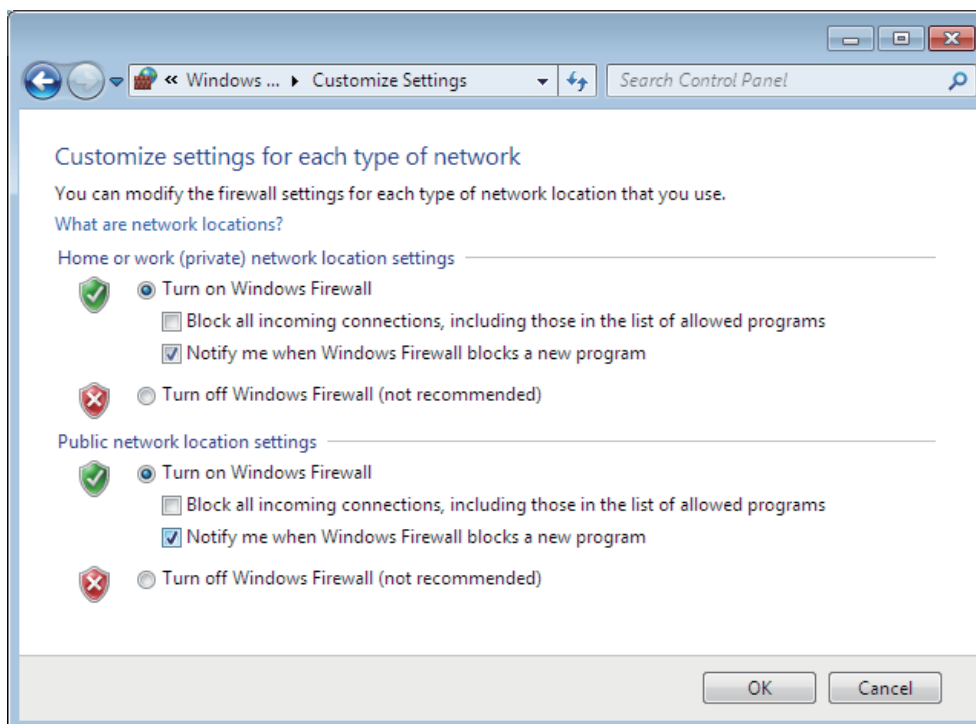 « Windows ... ▸ Customize Settings
Search Control Panel
Customize settings for each type of network
You can modify the firewall settings for each type of network location that you use.
What are network locations?
Home or work (private) network location settings
Turn on Windows Firewall
Block all incoming connections, including those in the list of allowed programs
Notify me when Windows Firewall blocks a new program
Turn off Windows Firewall (not recommended)
Public network location settings
Turn on Windows Firewall
Block all incoming connections, including those in the list of allowed programs
Notify me when Windows Firewall blocks a new program
Turn off Windows Firewall (not recommended)
OK Cancel